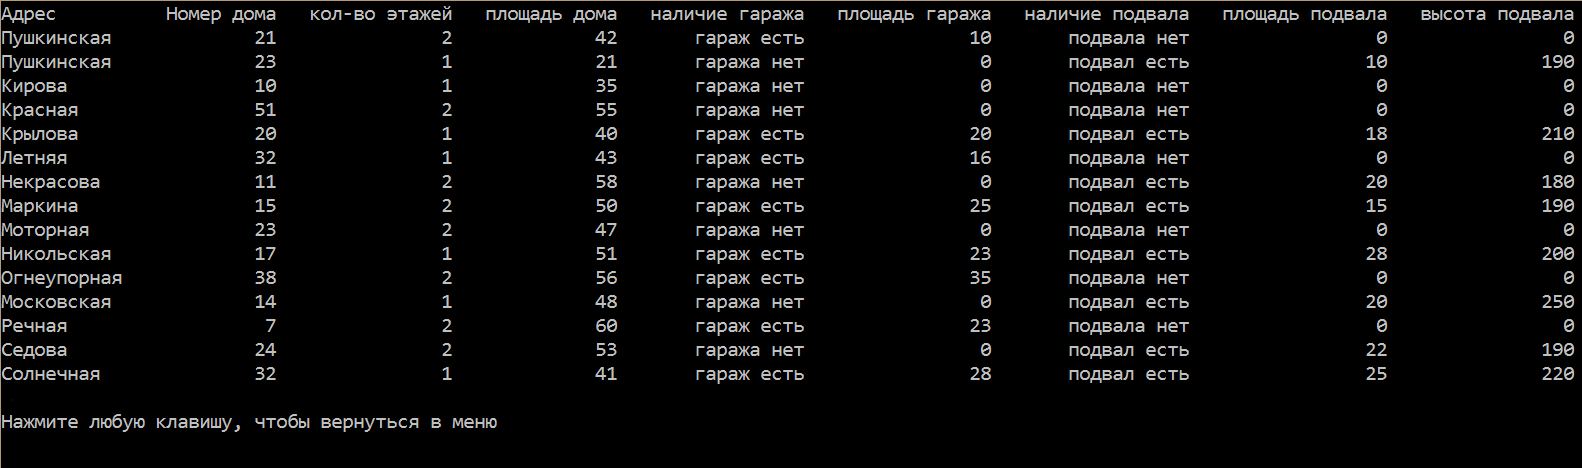 Адрес Номер дома кол-во этажей площадь дома наличие гаража площадь гаража наличие подвала площадь подвала высота подвала
Пушкинская 21 2 42 гараж есть 10 подвала нет 0 0
Пушкинская 23 1 21 гаража нет 0 подвал есть 10 190
Кирова 10 1 35 гаража нет 0 подвала нет 0 0
Красная 51 2 55 гаража нет 0 подвала нет 0 0
Крылова 20 1 40 гараж есть 20 подвал есть 18 210
Летняя 32 1 43 гараж есть 16 подвала нет 0 0
Некрасова 11 2 58 гаража нет 0 подвал есть 20 180
Маркина 15 2 50 гараж есть 25 подвал есть 15 190
Моторная 23 2 47 гаража нет 0 подвала нет 0 0
Никольская 17 1 51 гараж есть 23 подвал есть 28 200
Огнеупорная 38 2 56 гараж есть 35 подвала нет 0 0
Московская 14 1 48 гаража нет 0 подвал есть 20 250
Речная 7 2 60 гараж есть 23 подвала нет 0 0
Седова 24 2 53 гаража нет 0 подвал есть 22 190
Солнечная 32 1 41 гараж есть 28 подвал есть 25 220
Нажмите любую клавишу, чтобы вернуться в меню